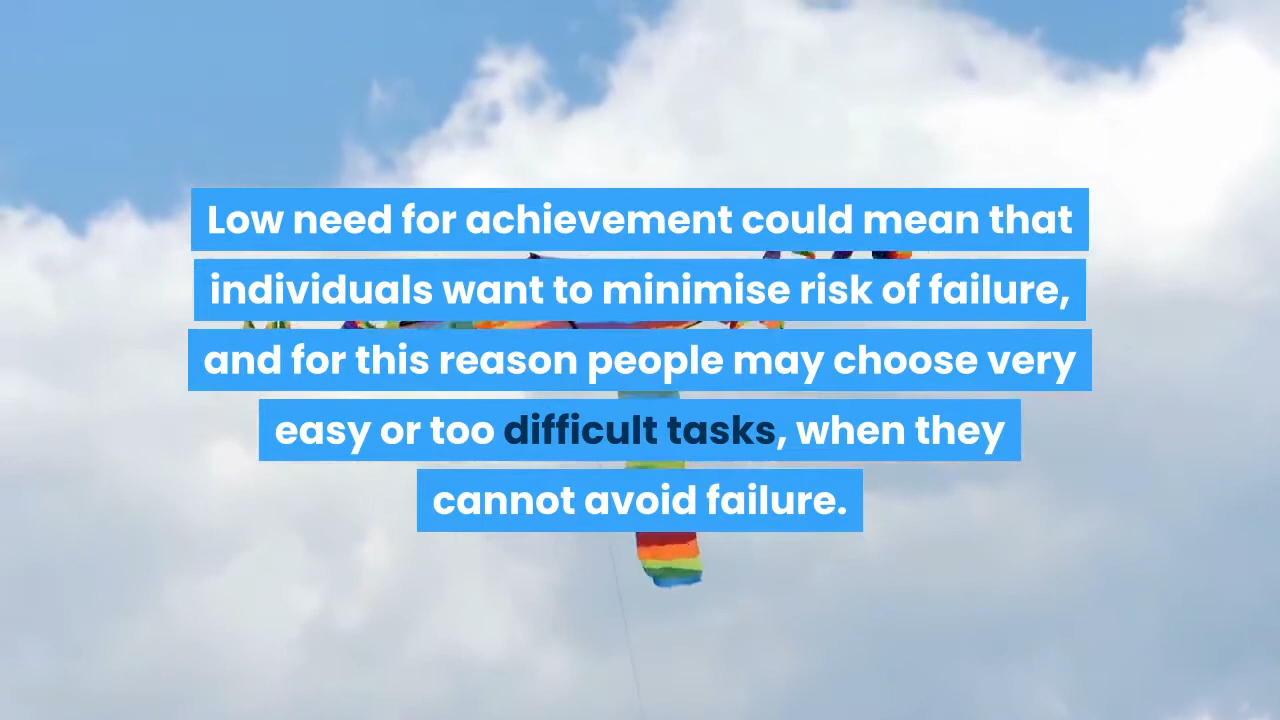 Low need for achievement could mean that
individuals want to minimise risk of failure,
and for this reason people may choose very
easy or too difficult tasks, when they
cannot avoid failure.